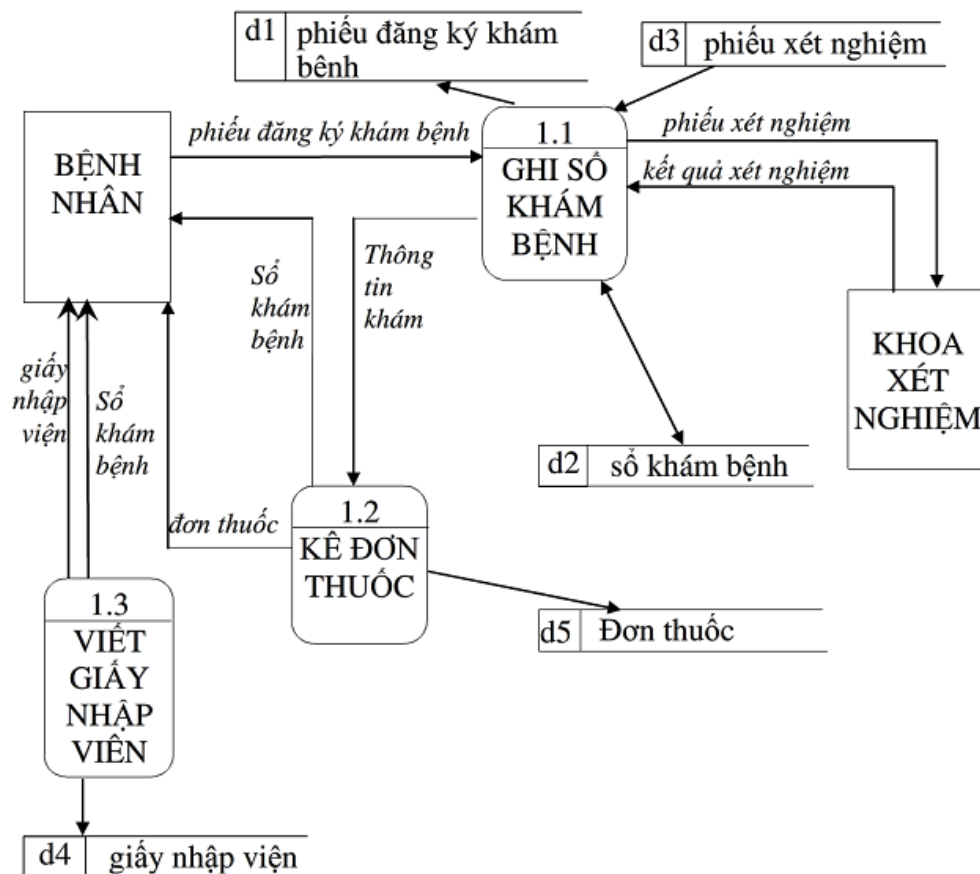 d1 phiếu đăng ký khám
bênh
d3 phiếu xét nghiệm
phiếu đăng ký khám bệnh
phiếu xét nghiệm
kết quả xét nghiệm
BỆNH
NHÂN
1.1
GHI SỔ
KHÁM
BỆNH
Sổ
khám
bệnh
Thông
tin
khám
KHOA
XÉT
NGHIỆM
giấy
nhập
viện
Sổ
khám
bệnh
d2 sổ khám bệnh
đơn thuốc
1.2
KÊ ĐƠN
THUỐC
d5 Đơn thuốc
1.3
VIẾT
GIẤY
NHẬP
VIÊN
d4 giấy nhập viện